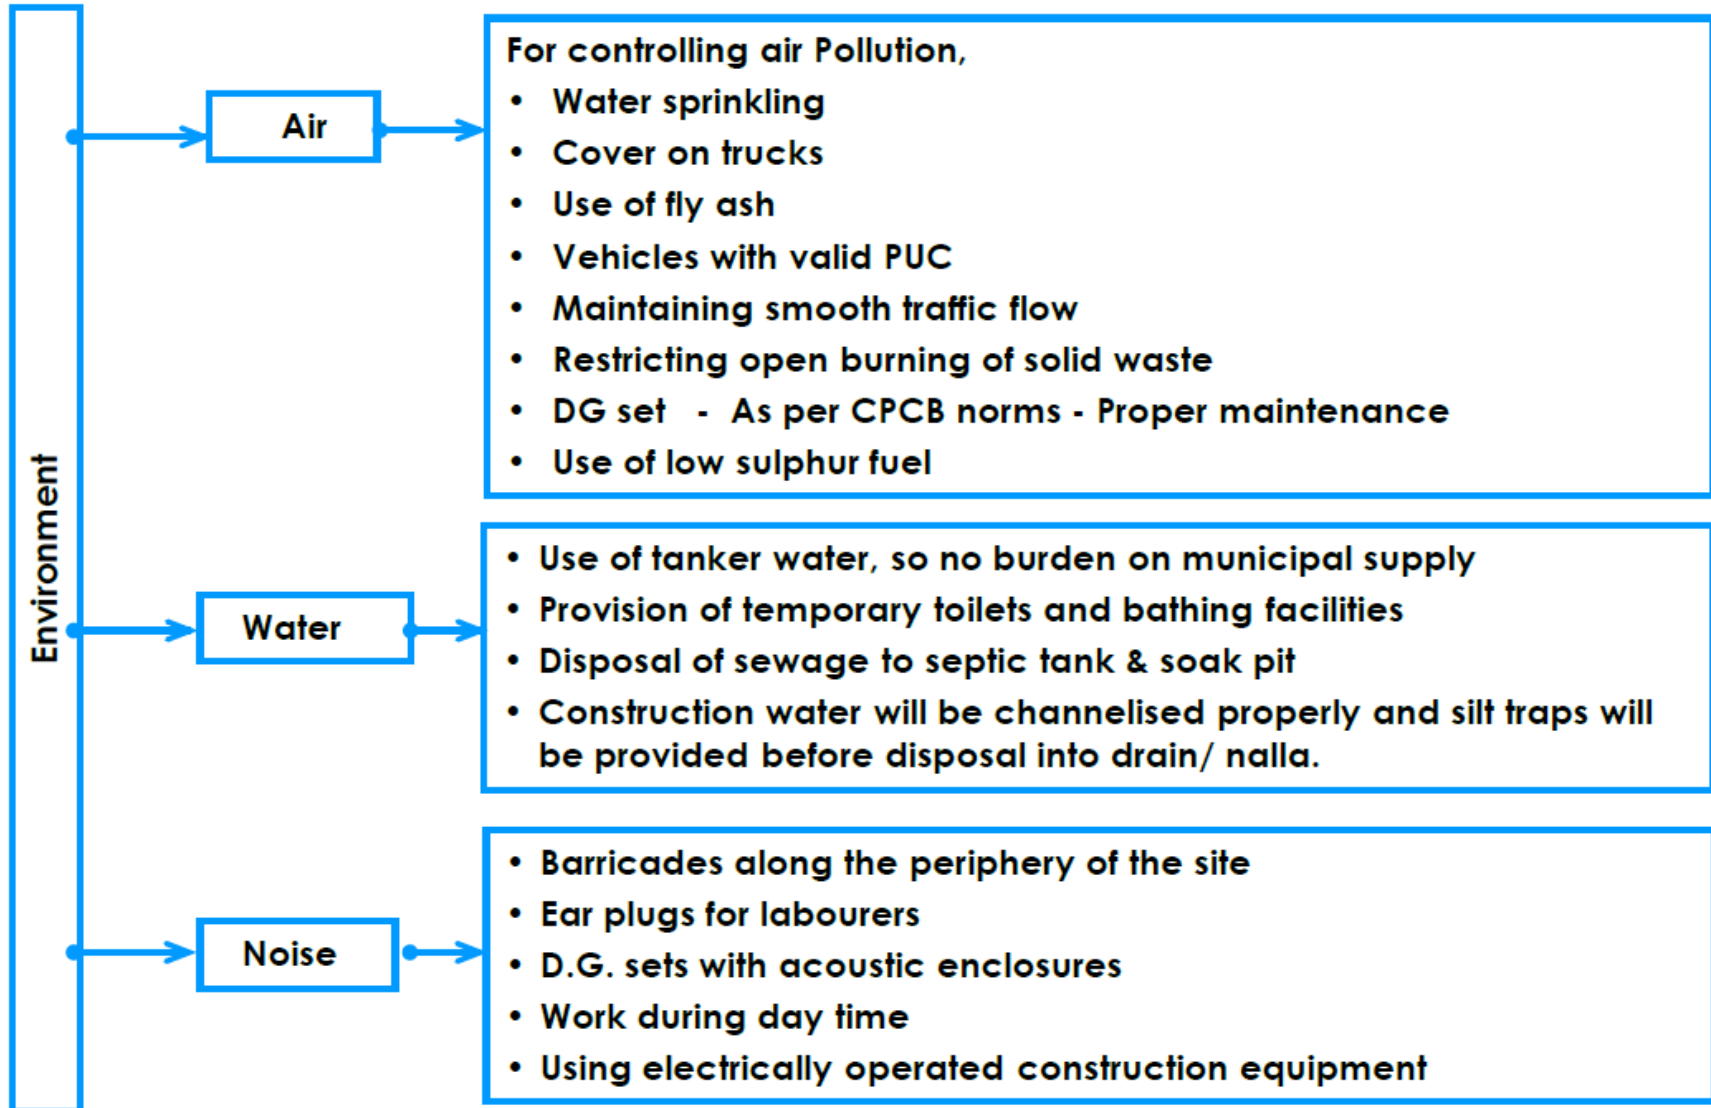 Environment
Air
For controlling air Pollution,
• Water sprinkling
• Cover on trucks
• Use of fly ash
• Vehicles with valid PUC
• Maintaining smooth traffic flow
• Restricting open burning of solid waste
• DG set - As per CPCB norms - Proper maintenance
• Use of low sulphur fuel
Water
• Use of tanker water, so no burden on municipal supply
• Provision of temporary toilets and bathing facilities
• Disposal of sewage to septic tank & soak pit
• Construction water will be channelised properly and silt traps will
be provided before disposal into drain/ nalla.
Noise
• Barricades along the periphery of the site
• Ear plugs for labourers
• D.G. sets with acoustic enclosures
• Work during day time
• Using electrically operated construction equipment